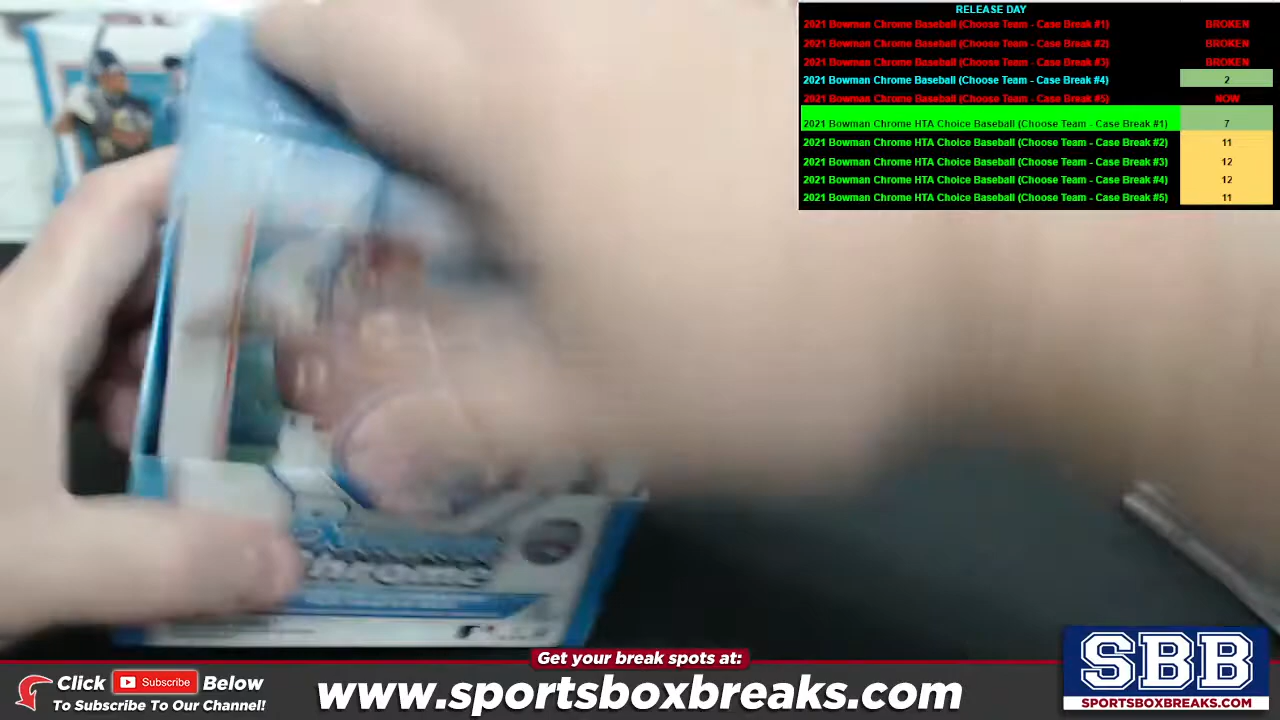 RELEASE DAY
2021 Bowman Chrome Baseball (Choose Team - Case Break #1) BROKEN
2021 Bowman Chrome Baseball (Choose Team - Case Break #2) BROKEN
2021 Bowman Chrome Baseball (Choose Team - Case Break #3) BROKEN
2021 Bowman Chrome Baseball (Choose Team - Case Break #4) 2
2021 Bowman Chrome Baseball (Choose Team - Case Break #5) NOW
2021 Bowman Chrome HTA Choice Baseball (Choose Team - Case Break #1) 7
2021 Bowman Chrome HTA Choice Baseball (Choose Team - Case Break #2) 11
2021 Bowman Chrome HTA Choice Baseball (Choose Team - Case Break #3) 12
2021 Bowman Chrome HTA Choice Baseball (Choose Team - Case Break #4) 12
2021 Bowman Chrome HTA Choice Baseball (Choose Team - Case Break #5) 11
chrome
Get your break spots at:
Click Subscribe Below
To Subscribe To Our Channel!
www.sportsboxbreaks.com
SBB
SPORTSBOXBREAKS.COM